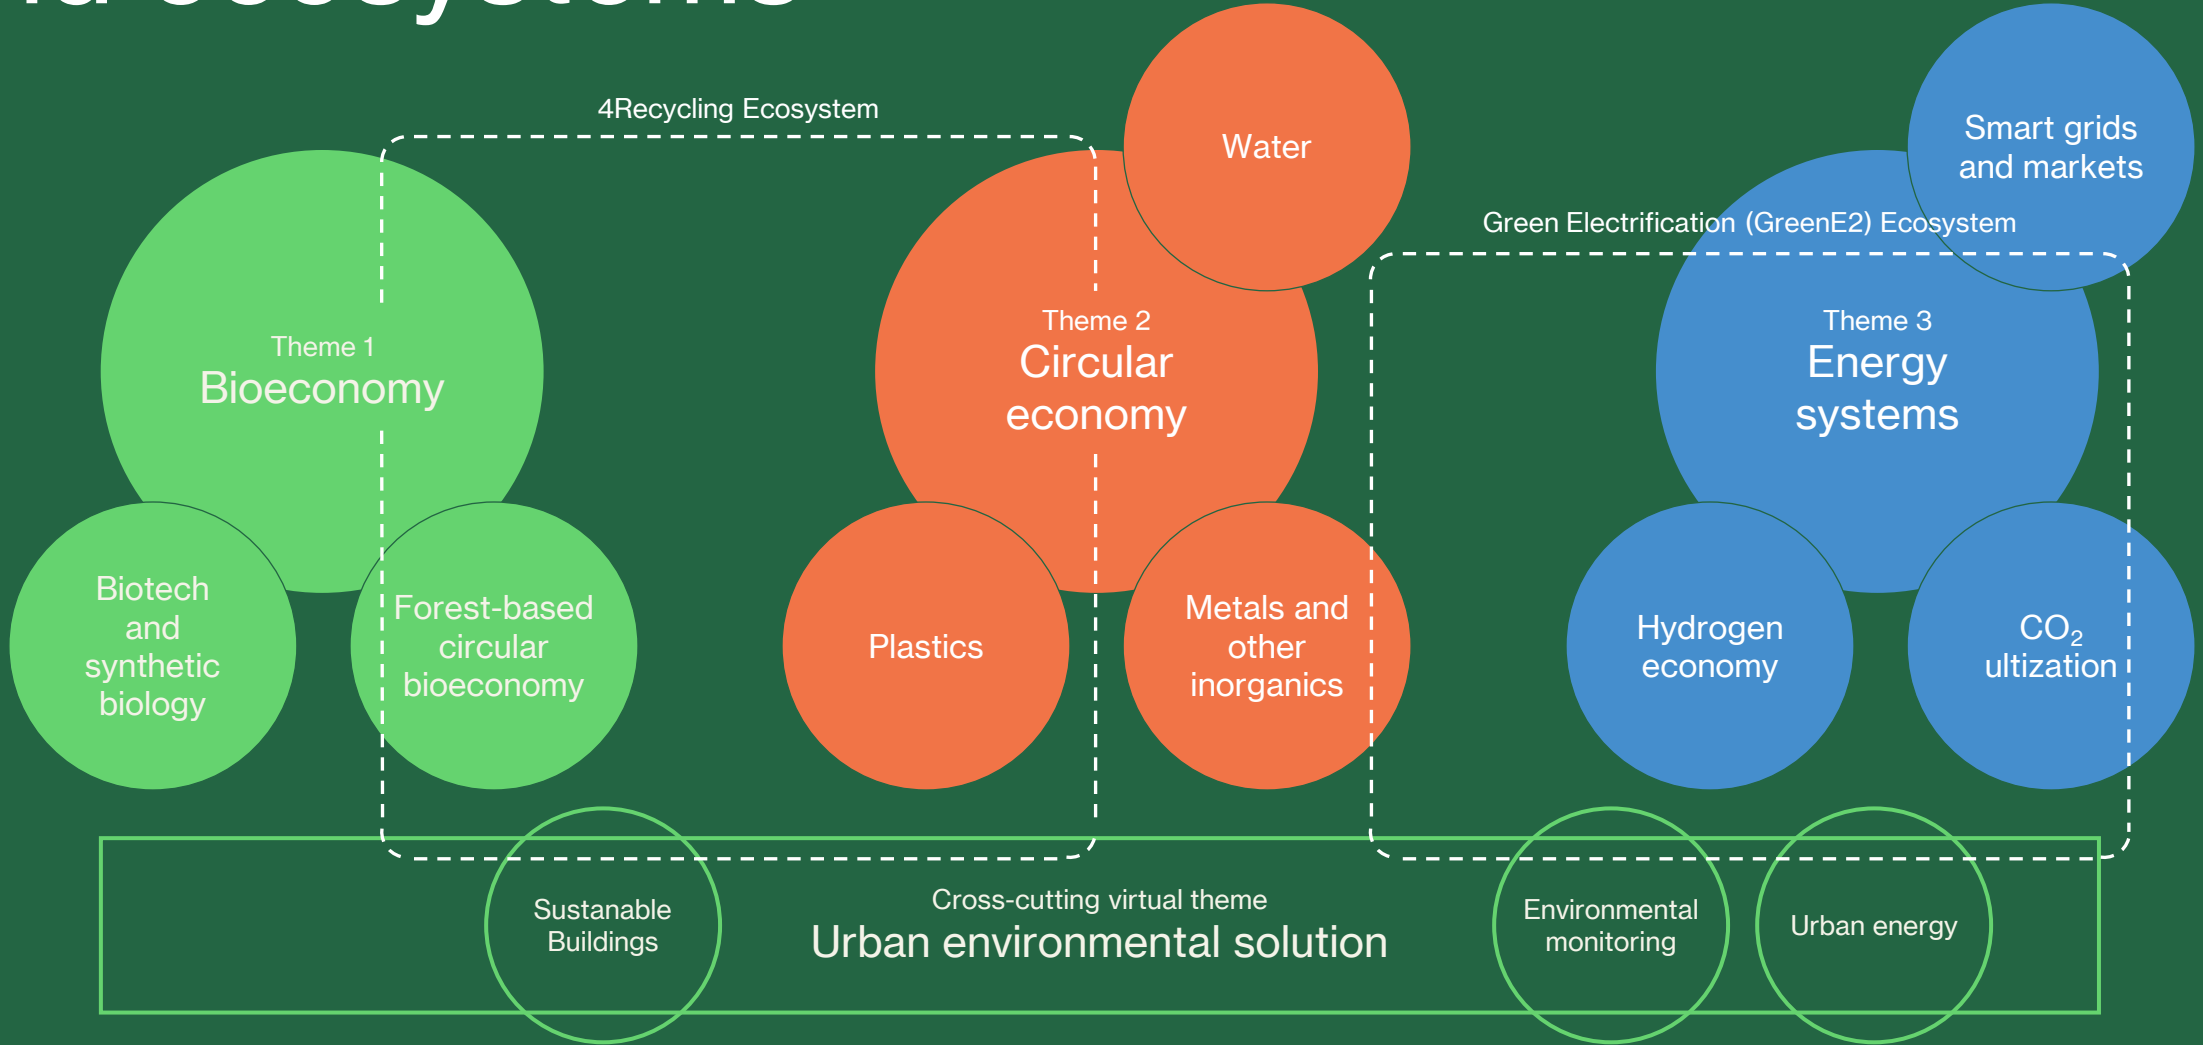 ecosystems
4Recycling Ecosystem
Water
Smart grids
and markets
Green Electrification (GreenE2) Ecosystem
Theme 1
Bioeconomy
Theme 2
Circular
economy
Theme 3
Energy
systems
Biotech
and
synthetic
biology
Forest-based
circular
bioeconomy
Plastics
Metals and
other
inorganics
Hydrogen
economy
CO₂
ultization
Sustanable
Buildings
Cross-cutting virtual theme
Urban environmental solution
Environmental
monitoring
Urban energy